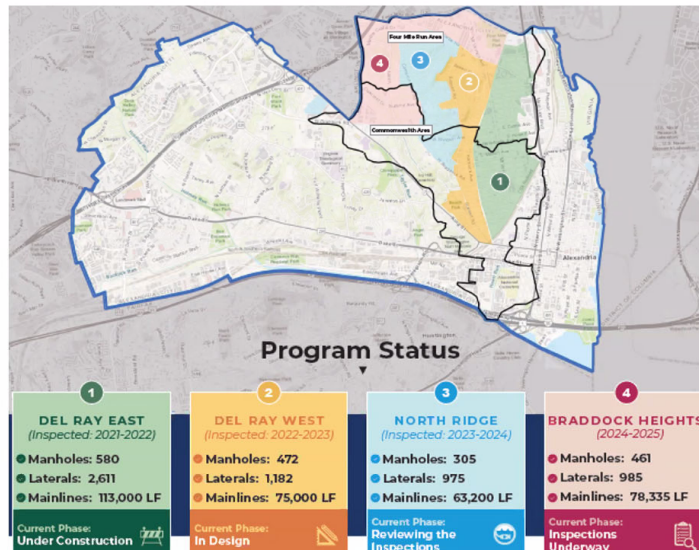 Four Mile Run Area
4
3
2
Commonwealth Area
1
Alexandria
Program Status
1
DEL RAY EAST
(Inspected: 2021-2022)
Manholes: 580
Laterals: 2,611
Mainlines: 113,000 LF
Current Phase:
Under Construction
2
DEL RAY WEST
(Inspected: 2022-2023)
Manholes: 472
Laterals: 1,182
Mainlines: 75,000 LF
Current Phase:
In Design
3
NORTH RIDGE
(Inspected: 2023-2024)
Manholes: 305
Laterals: 975
Mainlines: 63,200 LF
Current Phase:
Reviewing the
Inspections
4
BRADDOCK HEIGHTS
(2024-2025)
Manholes: 461
Laterals: 985
Mainlines: 78,335 LF
Current Phase:
Inspections
Underway